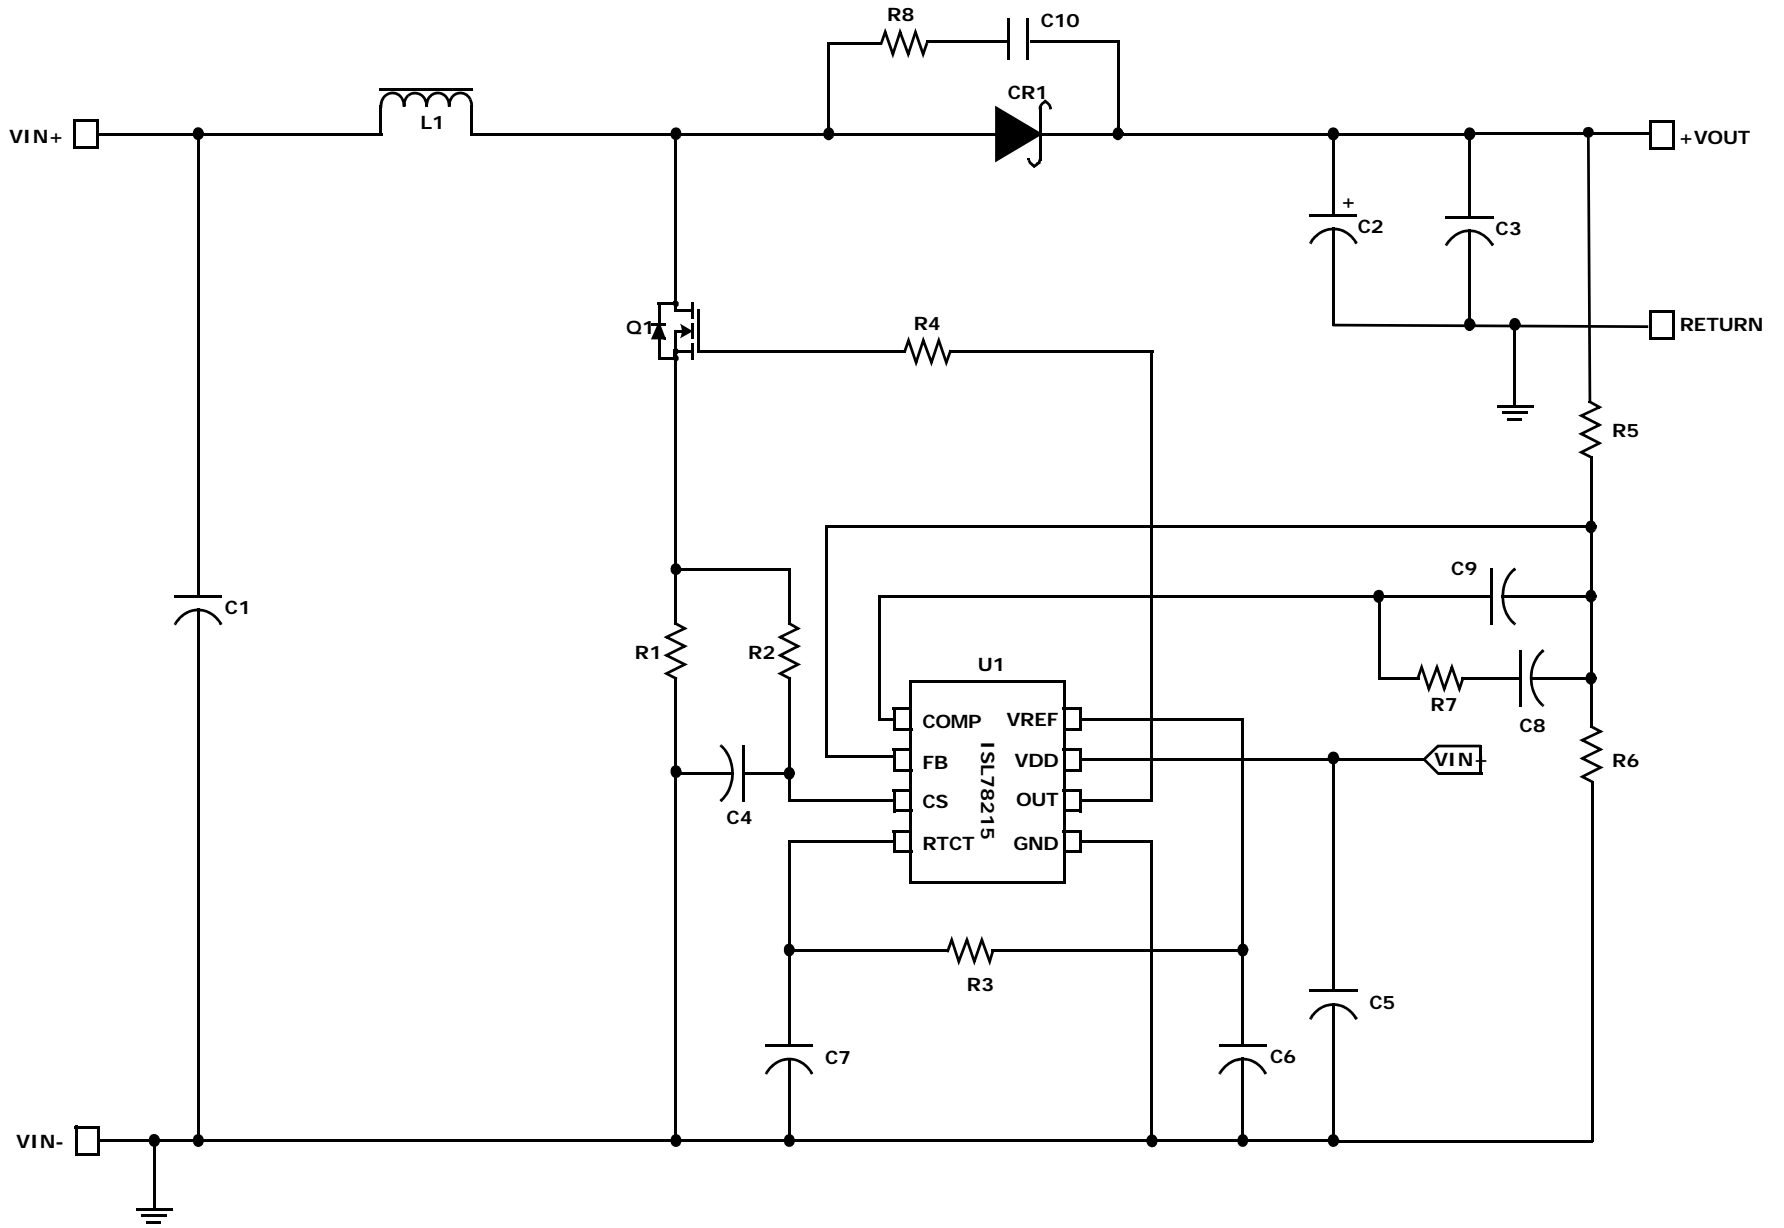 R8
C10
CR1
L1
VIN+
+VOUT
+
C2
C3
Q1
R4
RETURN
R5
C9
C1
R1
R2
U1
R7
C8
COMP
VREF
FB
VDD
VIN+
R6
ISL78215
CS
OUT
C4
RTCT
GND
R3
C5
C7
C6
VIN-